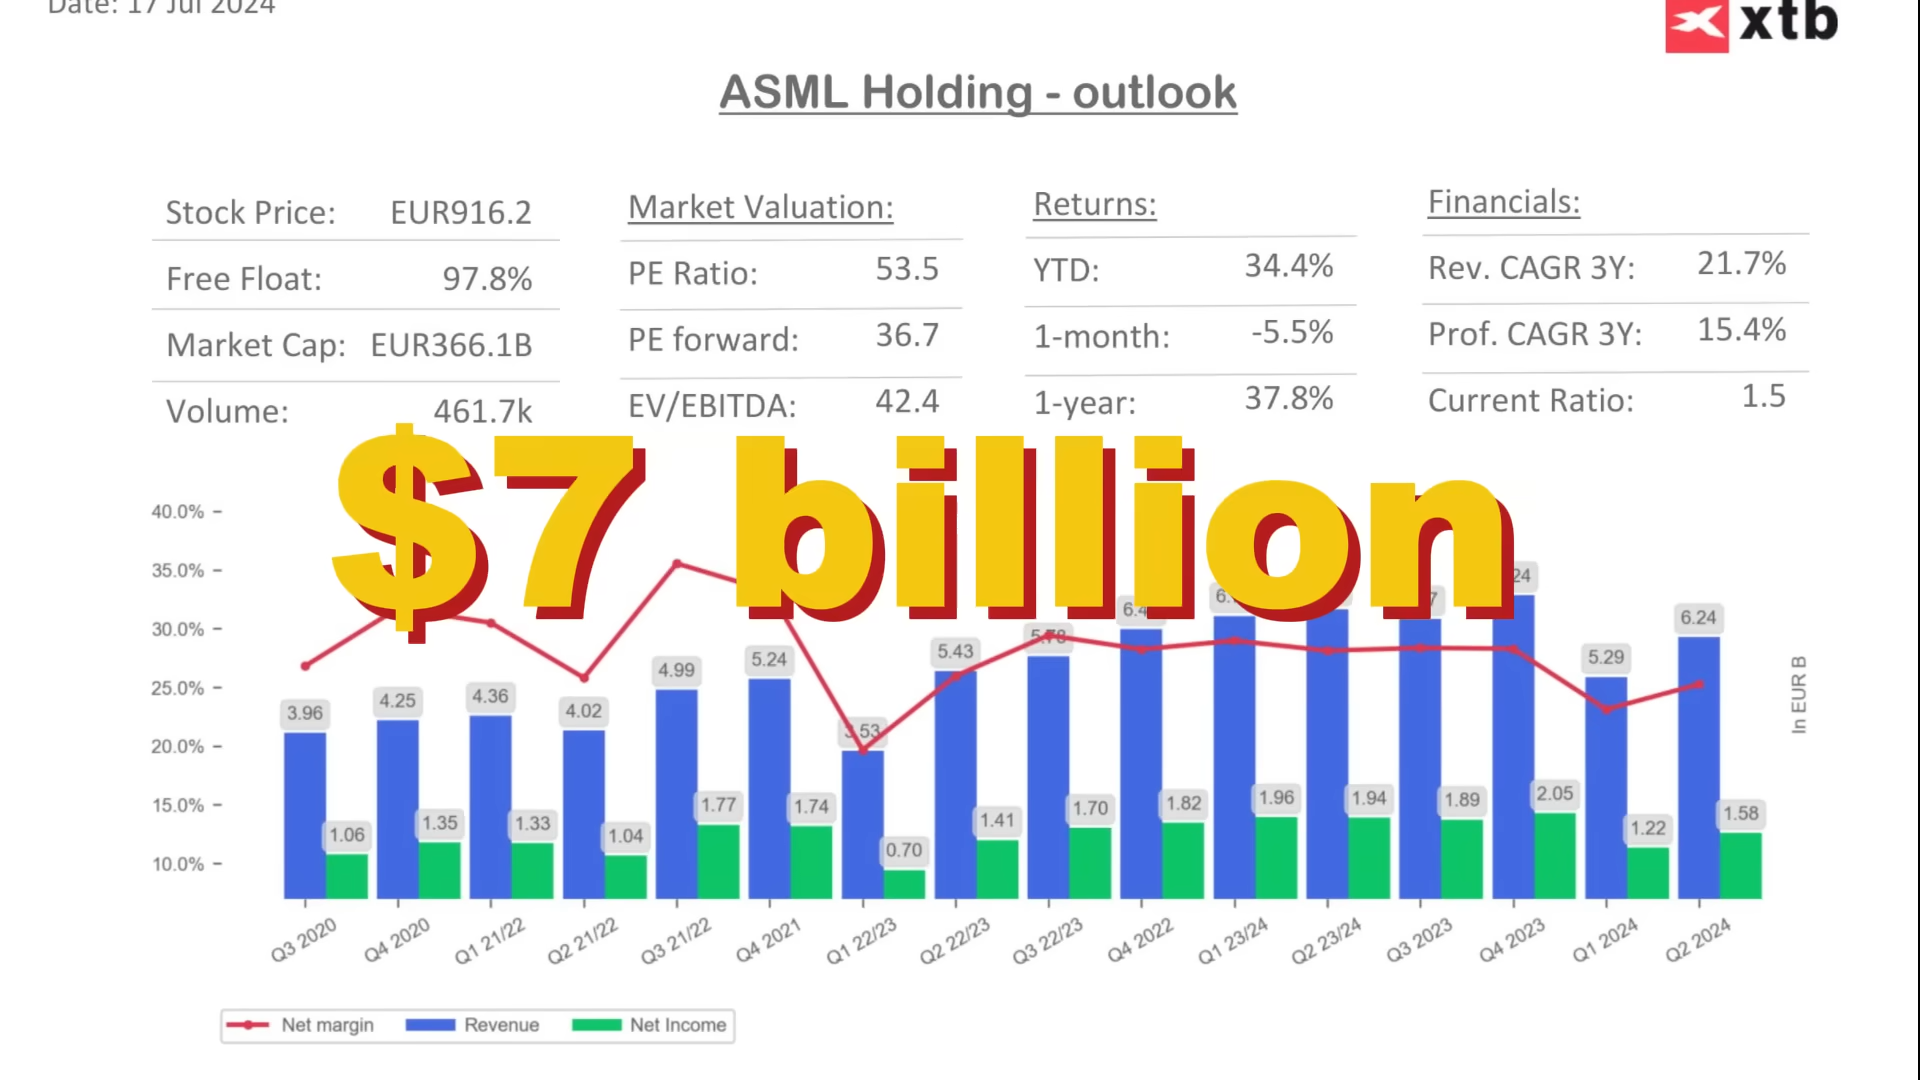 Date: 17 Jul 2024
xtb
ASML Holding - outlook
Stock Price: EUR916.2
Free Float: 97.8%
Market Cap: EUR366.1B
Volume: 461.7k
Market Valuation:
PE Ratio: 53.5
PE forward: 36.7
EV/EBITDA: 42.4
Returns:
YTD: 34.4%
1-month: -5.5%
1-year: 37.8%
Financials:
Rev. CAGR 3Y: 21.7%
Prof. CAGR 3Y: 15.4%
Current Ratio: 1.5
$7 billion
40.0%
35.0%
30.0%
25.0%
20.0%
15.0%
10.0%
3.96 4.25 4.36 4.02 4.99 5.24 3.53 5.43 5.78 5.29 6.24
1.06 1.35 1.33 1.04 1.77 1.74 0.70 1.41 1.70 1.82 1.96 1.94 1.89 2.05 1.22 1.58
In EUR B
Q3 2020 Q4 2020 Q1 21/22 Q2 21/22 Q3 21/22 Q4 2021 Q1 22/23 Q2 22/23 Q3 22/23 Q4 2022 Q1 23/24 Q2 23/24 Q3 2023 Q4 2023 Q1 2024 Q2 2024
Net margin Revenue Net Income